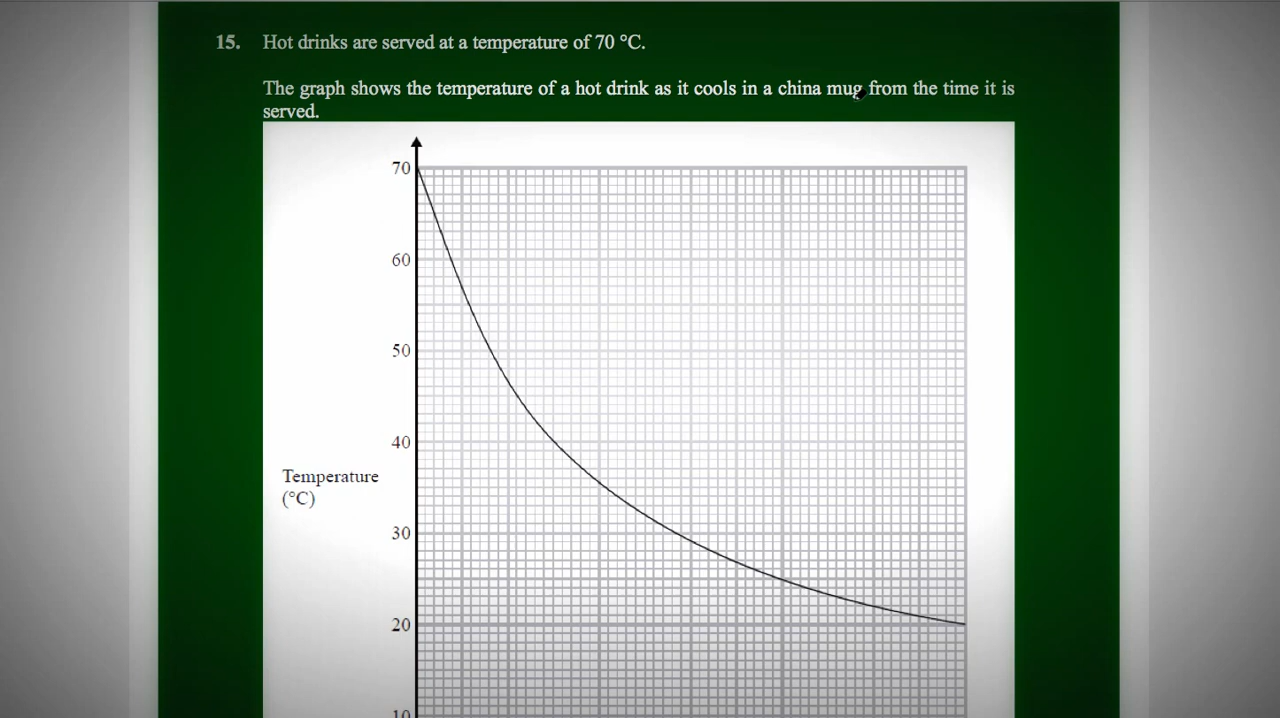 15. Hot drinks are served at a temperature of 70 °C.
The graph shows the temperature of a hot drink as it cools in a china mug from the time it is
served.
70
60
50
40
Temperature
(°C)
30
20
10